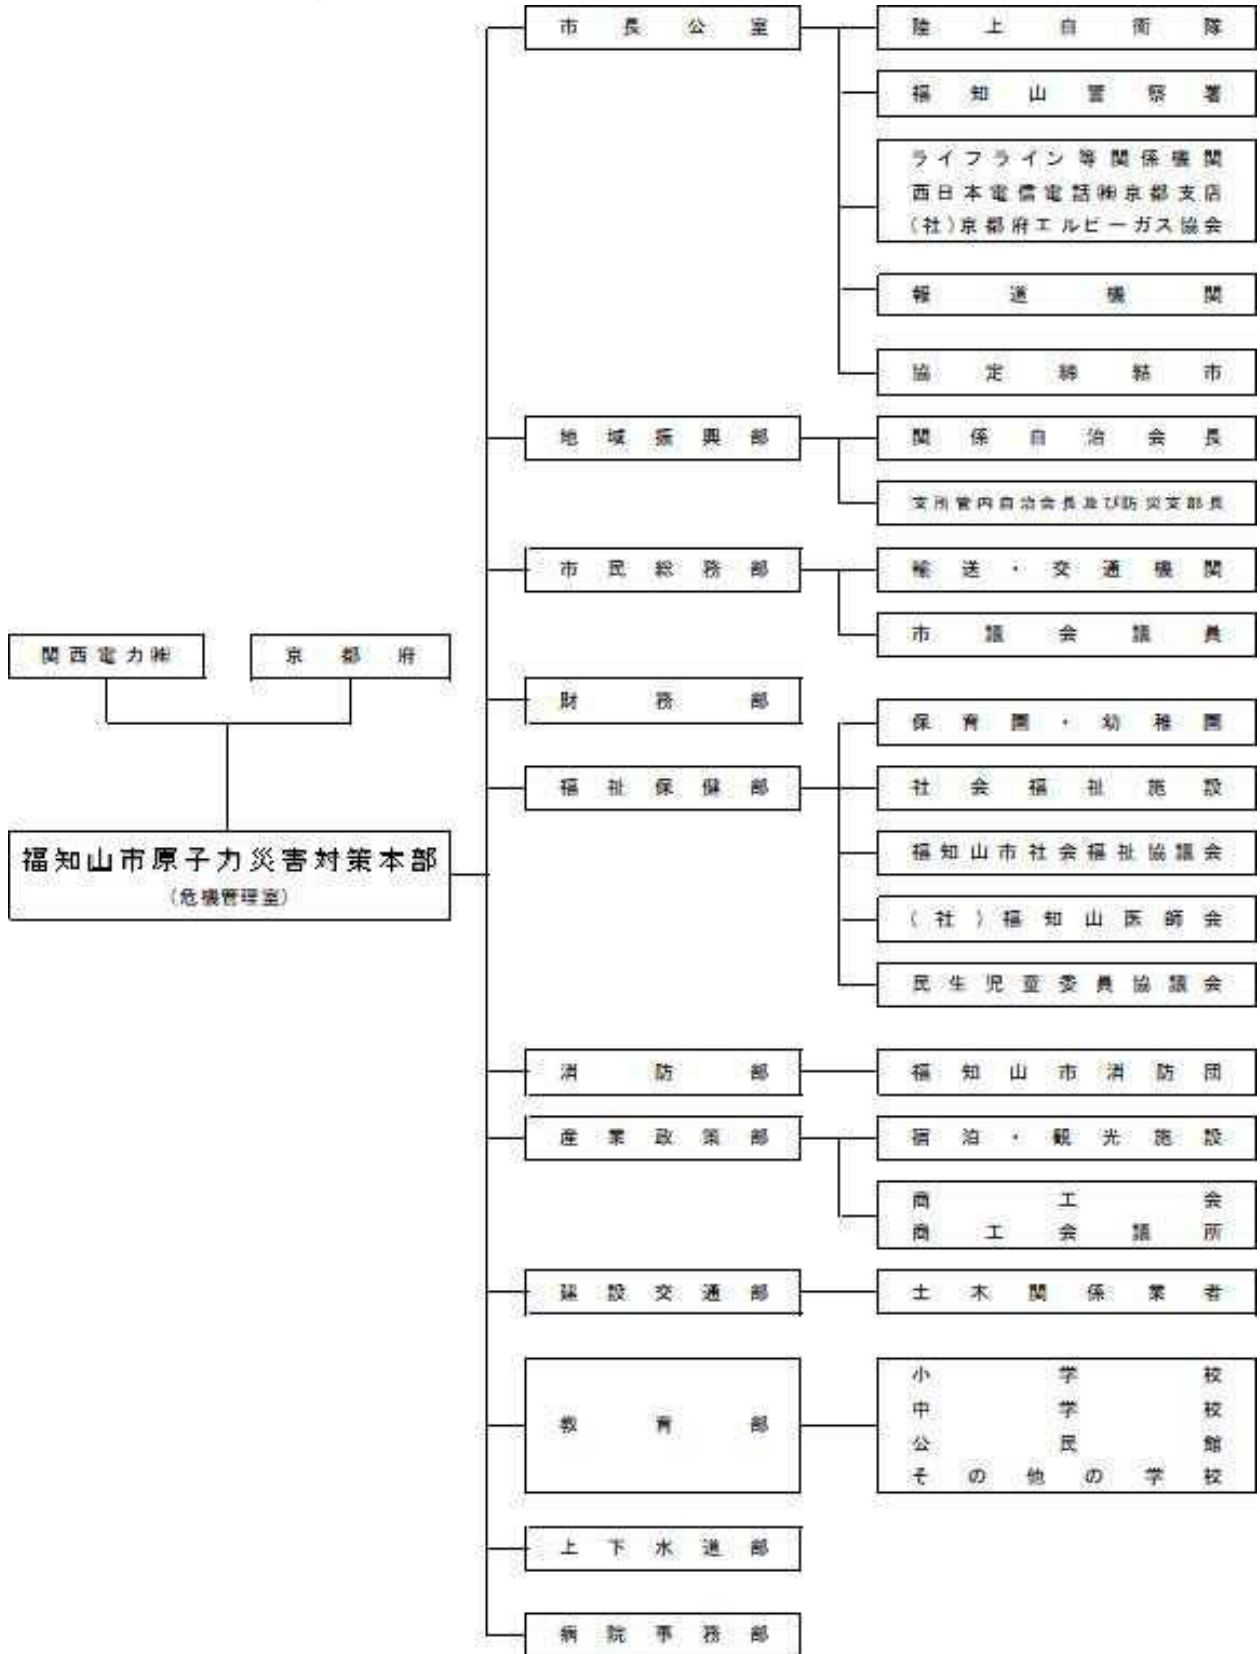 市長公室
陸上自衛隊
福知山警察署
ライフライン等関係機関
西日本電信電話㈱京都支店
(社)京都府エルピーガス協会
報道機関
協定締結市
地域振興部
関係自治会長
支所管内自治会長及び防災支部長
市民総務部
輸送・交通機関
市議会議員
関西電力㈱
京都府
財務部
福祉保健部
保育園・幼稚園
社会福祉施設
福知山市原子力災害対策本部
(危機管理室)
福知山市社会福祉協議会
(社)福知山医師会
民生児童委員協議会
消防部
福知山市消防団
産業政策部
宿泊・観光施設
商工会
商工会議所
建設交通部
土木関係業者
教育部
小学校
中学校
公民館
その他の学校
上下水道部
病院事務部